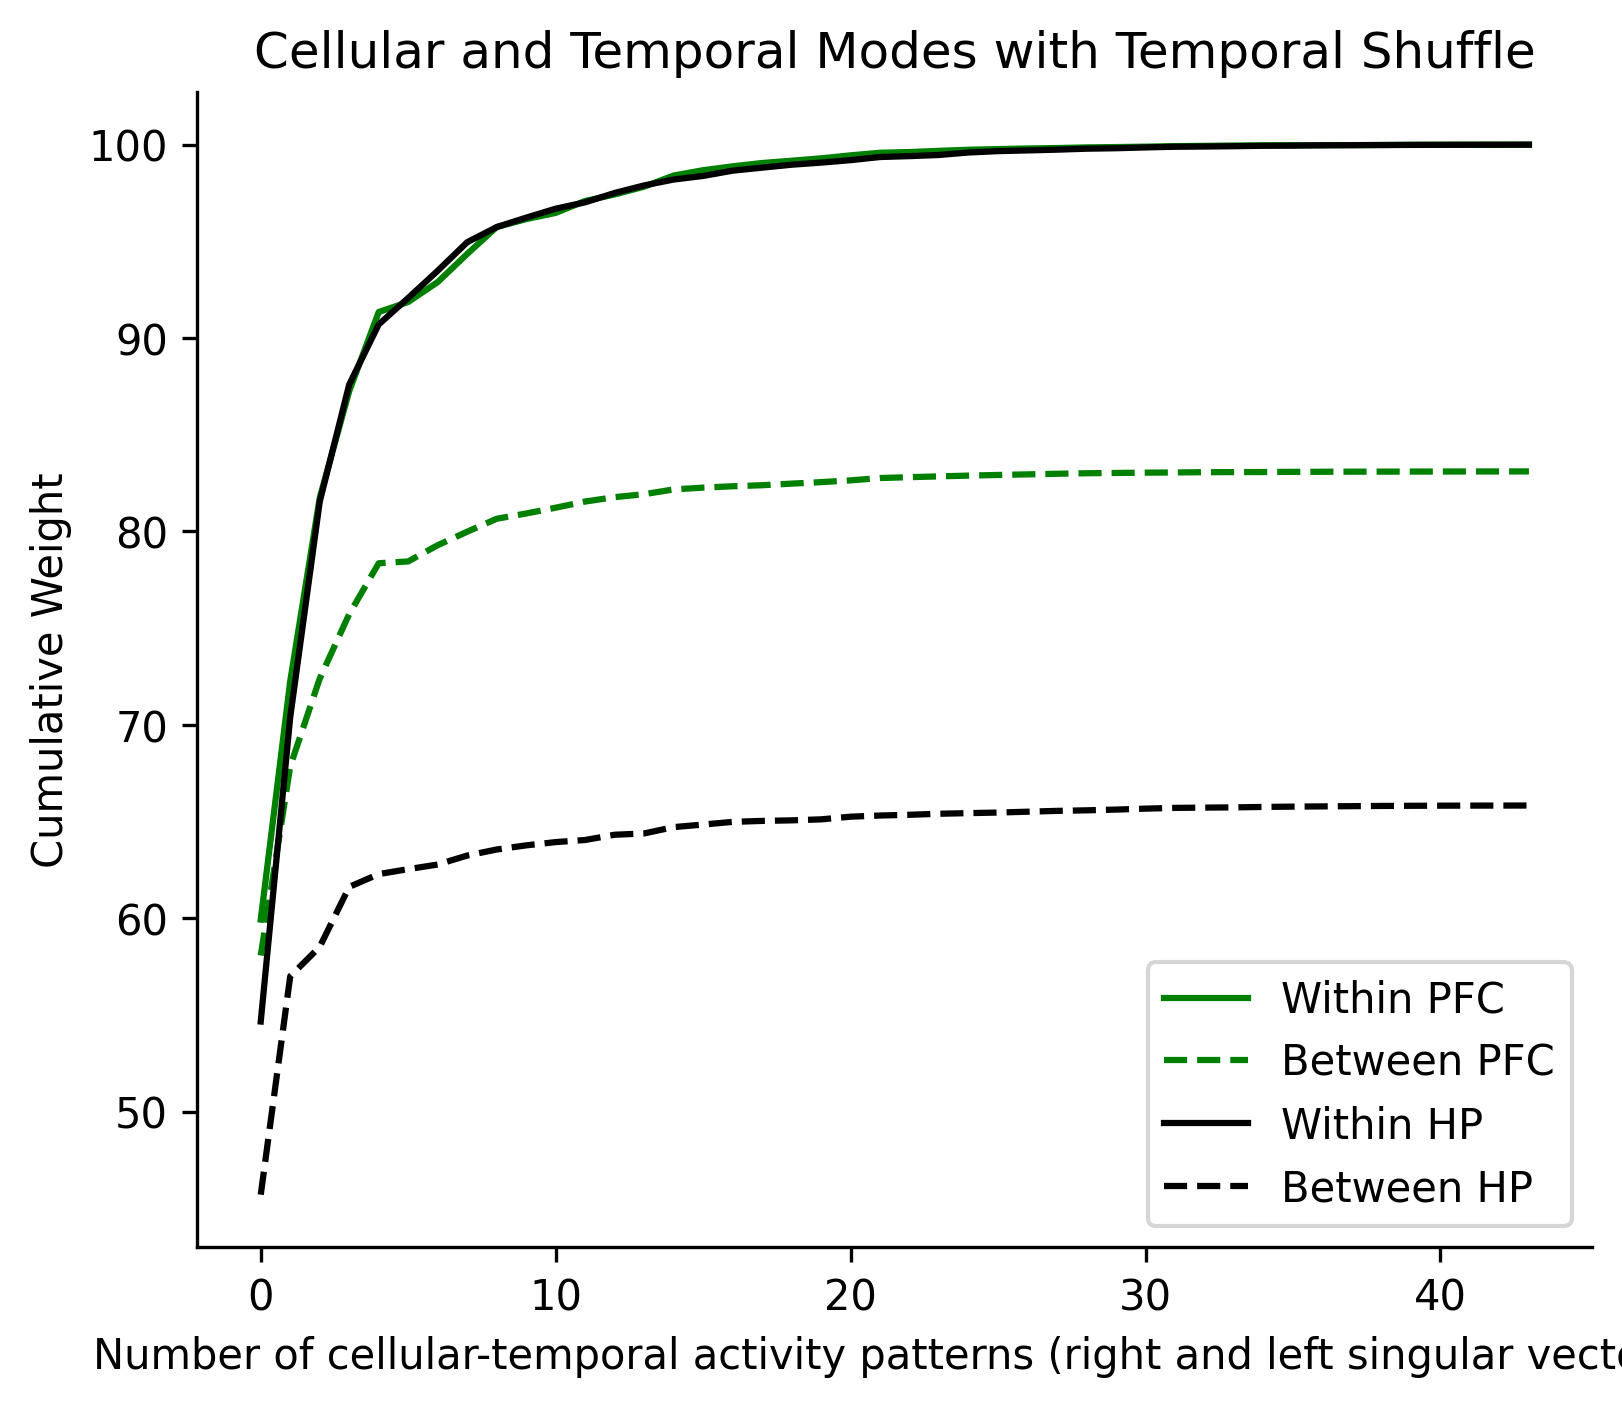 Cellular and Temporal Modes with Temporal Shuffle
100
90
80
70
60
50
Cumulative Weight
Within PFC
Between PFC
Within HP
Between HP
0 10 20 30 40
Number of cellular-temporal activity patterns (right and left singular